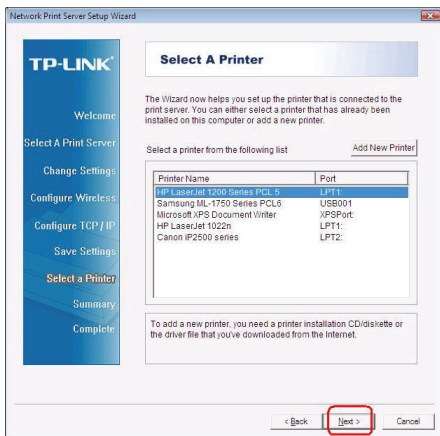 Network Print Server Setup Wizard
TP-LINK
Welcome
Select A Print Server
Change Settings
Configure Wireless
Configure TCP / IP
Save Settings
Select a Printer
Summary
Complete
Select A Printer
The Wizard now helps you set up the printer that is connected to the
print server. You can either select a printer that has already been
installed on this computer or add a new printer.
Select a printer from the following list
Add New Printer
Printer Name Port
HP LaserJet 1200 Series PCL 5 LPT1:
Samsung ML-1750 Series PCL6 USB001
Microsoft XPS Document Writer XPSPort:
HP LaserJet 1022n LPT1:
Canon iP2500 series LPT2:
To add a new printer, you need a printer installation CD/diskette or
the driver file that you've downloaded from the Internet.
< Back Next > Cancel